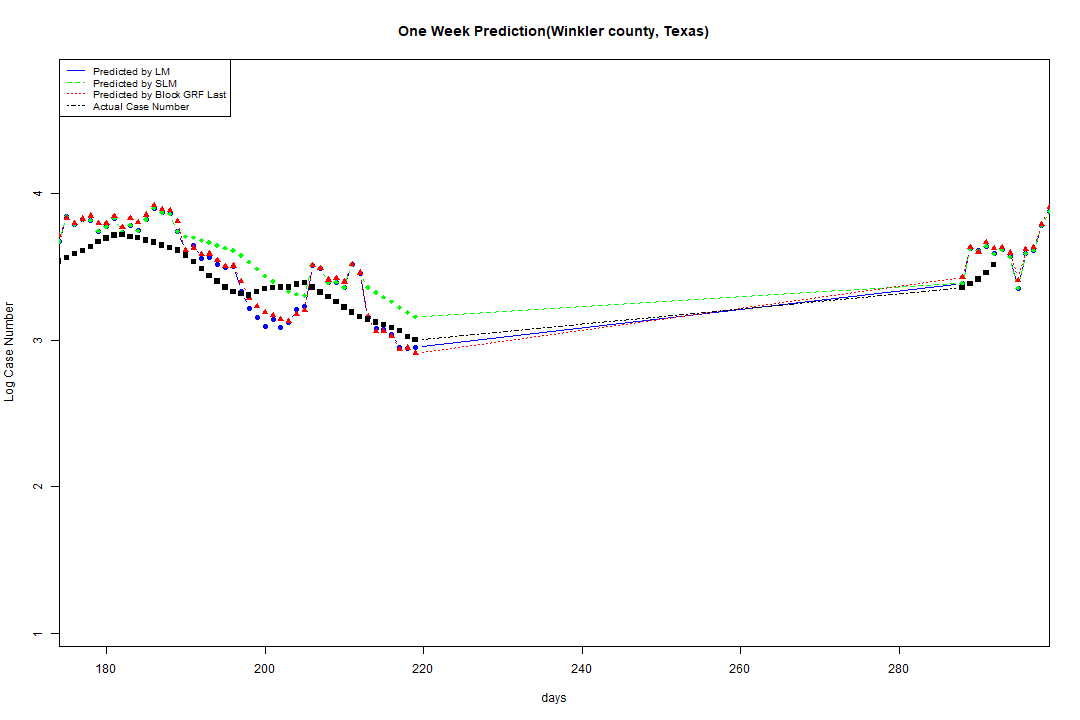 One Week Prediction(Winkler county, Texas)
Predicted by LM
Predicted by SLM
Predicted by Block GRF Last
Actual Case Number
4
3
2
1
Log Case Number
180 200 220 240 260 280
days